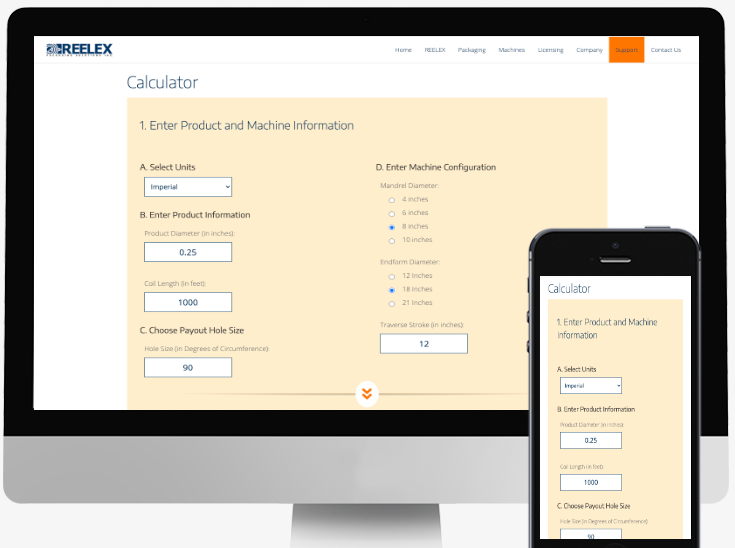 REELEX
Home REELEX Packaging Machines Licensing Company Support Contact Us
Calculator
1. Enter Product and Machine Information
A. Select Units
Imperial
B. Enter Product Information
Product Diameter (in inches):
0.25
Coil Length (in feet):
1000
C. Choose Payout Hole Size
Hole Size (in Degrees of Circumference):
90
D. Enter Machine Configuration
Mandrel Diameter:
4 inches
6 inches
8 inches
10 inches
Endform Diameter:
12 Inches
18 Inches
21 Inches
Traverse Stroke (in inches):
12
Calculator
1. Enter Product and Machine
Information
A. Select Units
Imperial
B. Enter Product Information
Product Diameter (in inches):
0.25
Coil Length (in feet):
1000
C. Choose Payout Hole Size
Hole Size (in Degrees of Circumference):
90